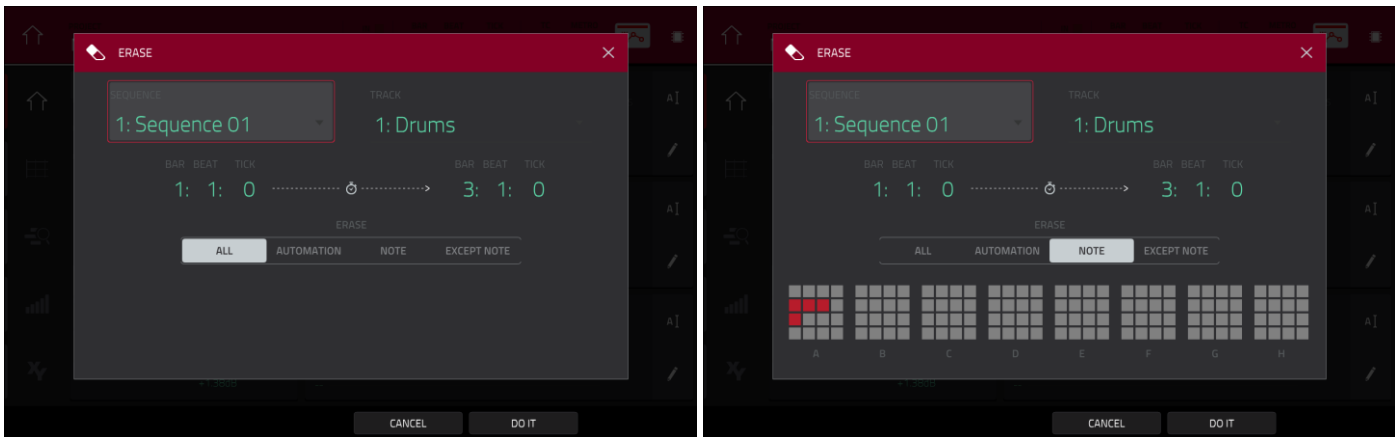 ERASE
SEQUENCE TRACK
1: Sequence 01 1: Drums
BAR BEAT TICK BAR BEAT TICK
1: 1: 0 3: 1: 0
ERASE
ALL AUTOMATION NOTE EXCEPT NOTE
CANCEL DO IT
ERASE
SEQUENCE TRACK
1: Sequence 01 1: Drums
BAR BEAT TICK BAR BEAT TICK
1: 1: 0 3: 1: 0
ERASE
ALL AUTOMATION NOTE EXCEPT NOTE
A B C D E F G H
CANCEL DO IT